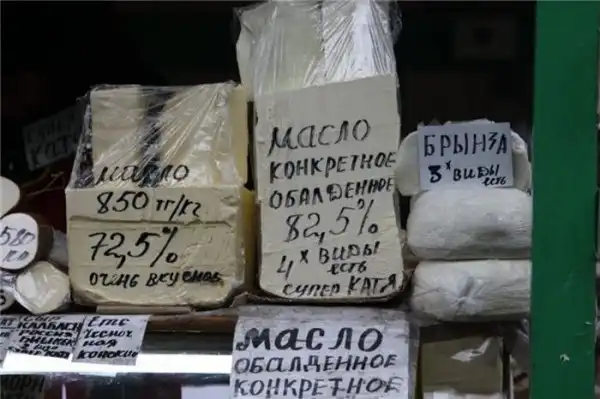 МАСЛО
850 тг/кг
72,5%
ОЧЕНЬ ВКУСНОЕ
МАСЛО
КОНКРЕТНОЕ
ОБАЛДЕННОЕ
82,5%
4х ВИДЫ
ЕСТЬ
СУПЕР КАТЯ
БРЫНЗА
3х ВИДЫ
ЕСТЬ
580
МАСЛО
ОБАЛДЕННОЕ
КОНКРЕТНОЕ